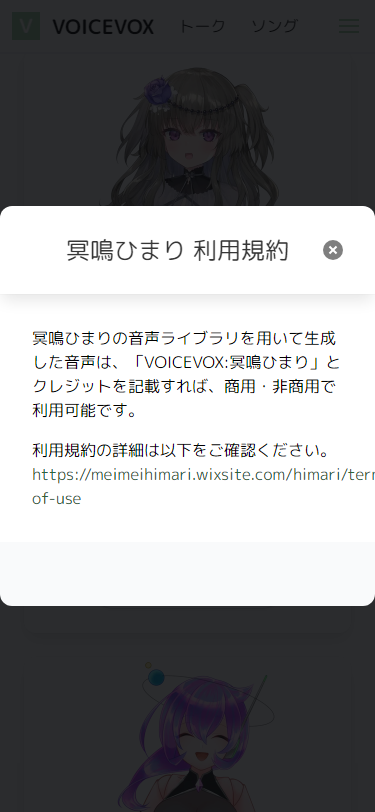 V VOICEVOX トーク ソング
冥鳴ひまり 利用規約
冥鳴ひまりの音声ライブラリを用いて生成
した音声は、「VOICEVOX:冥鳴ひまり」と
クレジットを記載すれば、商用・非商用で
利用可能です。
利用規約の詳細は以下をご確認ください。
https://meimeihimari.wixsite.com/himari/ter
of-use